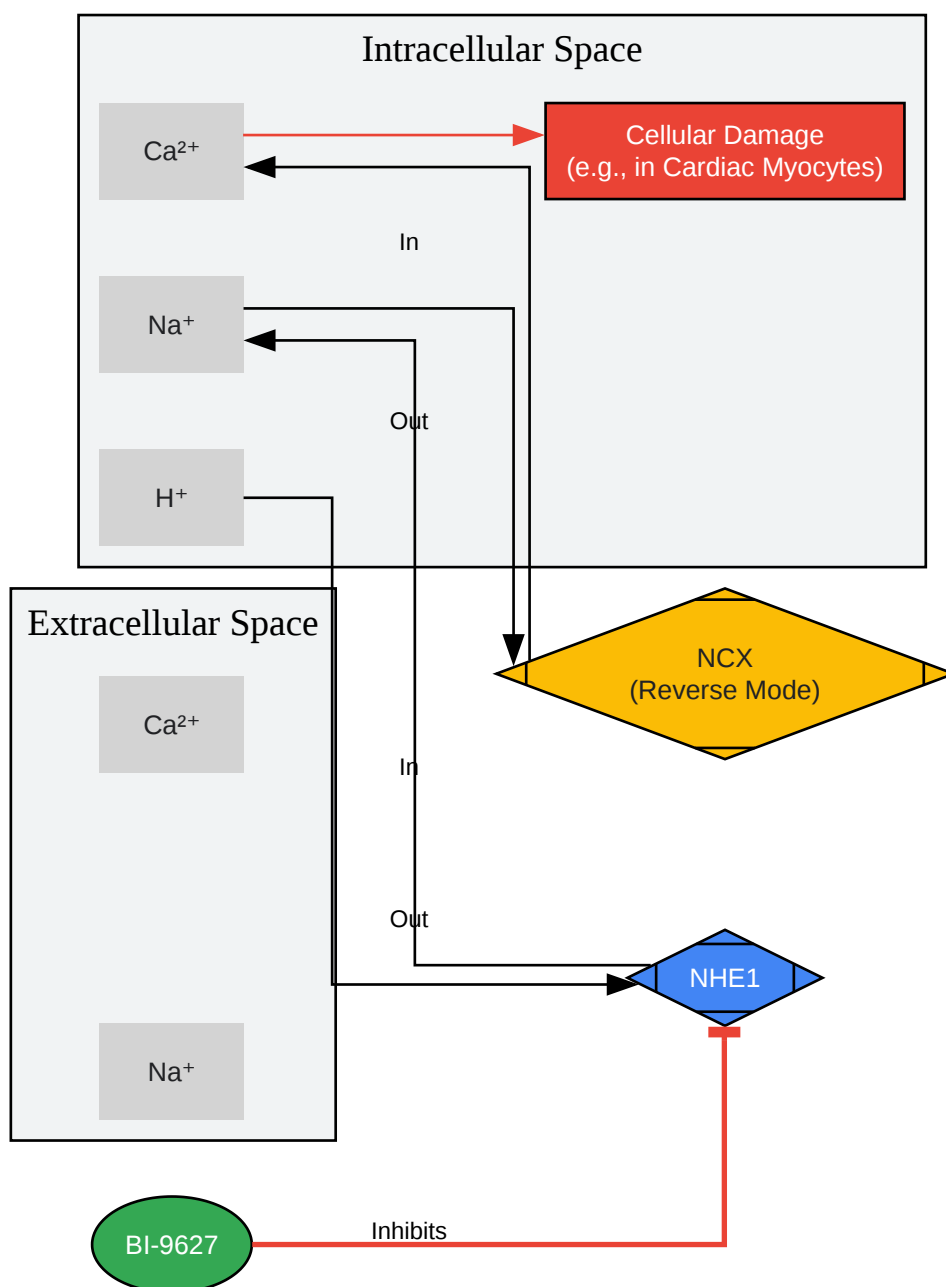 Intracellular Space
Ca²⁺
Cellular Damage
(e.g., in Cardiac Myocytes)
In
Na⁺
Out
H⁺
Extracellular Space
NCX
(Reverse Mode)
Ca²⁺
In
Out
NHE1
Na⁺
Inhibits
BI-9627